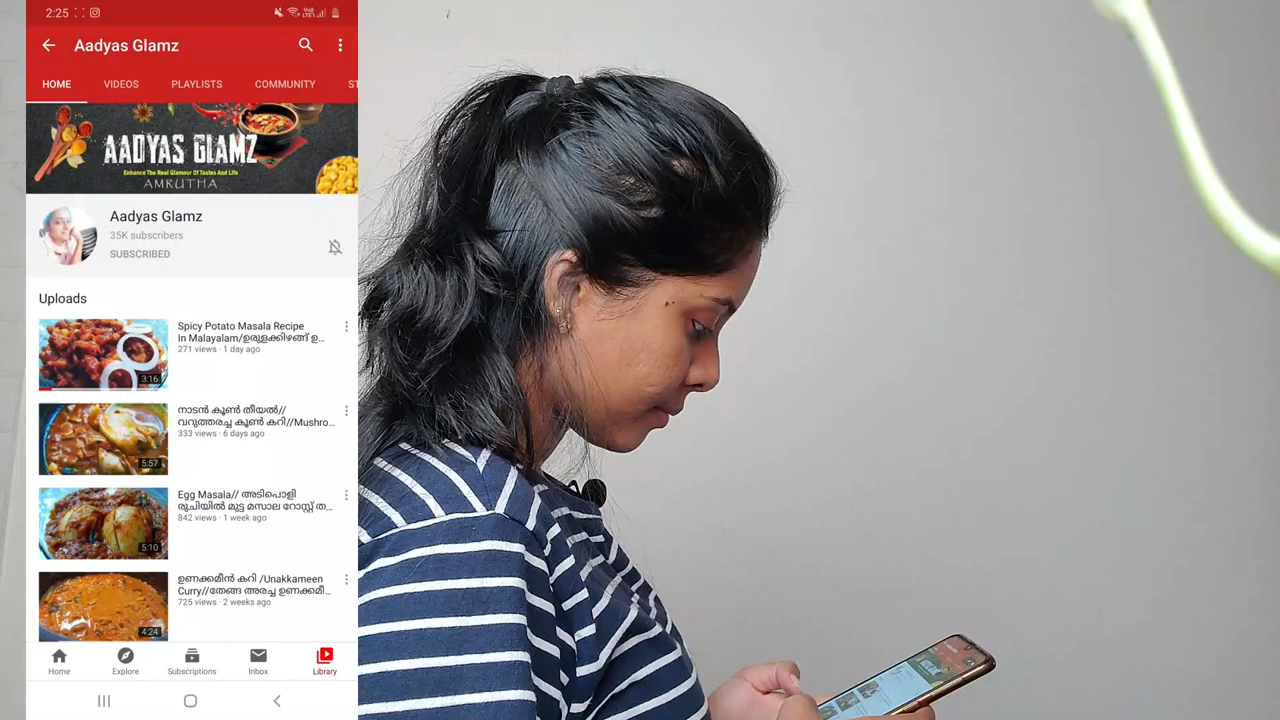 2:25
Aadyas Glamz
HOME VIDEOS PLAYLISTS COMMUNITY ST
AADYAS GLAMZ
Enhance The Real Glamour Of Tastes And Life
AMRUTHA
Aadyas Glamz
35K subscribers
SUBSCRIBED
Uploads
Spicy Potato Masala Recipe
In Malayalam/ഉരുളക്കിഴങ്ങ് ഉ...
271 views · 1 day ago
3:16
നാടൻ കൂൺ തീയൽ//
വറുത്തരച്ച കൂൺ കറി//Mushro...
333 views · 6 days ago
5:57
Egg Masala// അടിപൊളി
രുചിയിൽ മുട്ട മസാല റോസ്റ്റ് ത...
842 views · 1 week ago
5:10
ഉണക്കമീൻ കറി /Unakkameen
Curry//തേങ്ങ അരച്ച ഉണക്കമീ...
725 views · 2 weeks ago
4:24
Home Explore Subscriptions Inbox Library